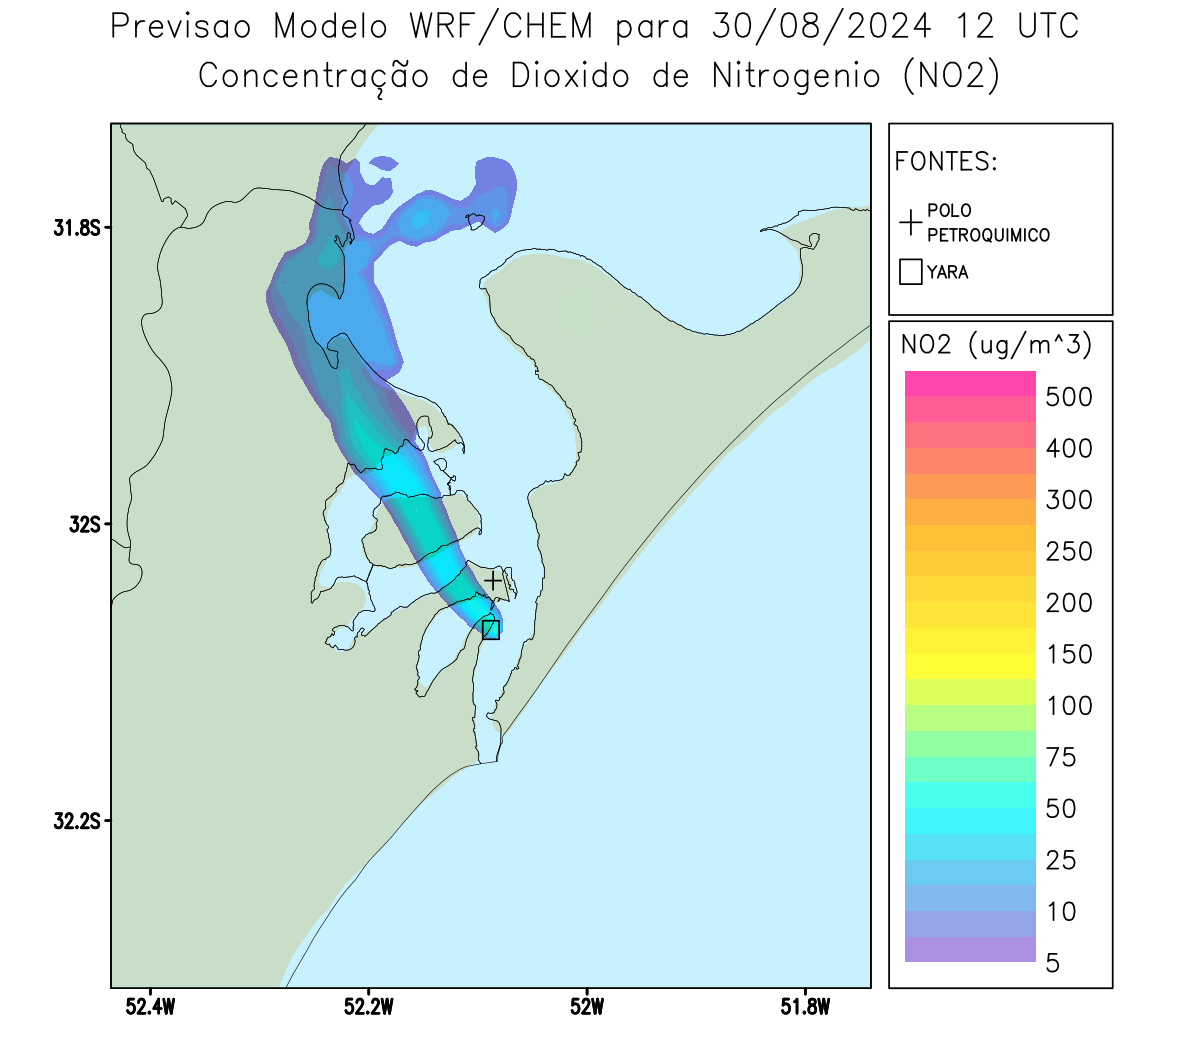 Previsao Modelo WRF/CHEM para 30/08/2024 12 UTC
Concentração de Dioxido de Nitrogenio (NO2)
FONTES:
POLO
PETROQUIMICO
YARA
NO2 (ug/m^3)
500
400
300
250
200
150
100
75
50
25
10
5
31.8S
32S
32.2S
52.4W
52.2W
52W
51.8W